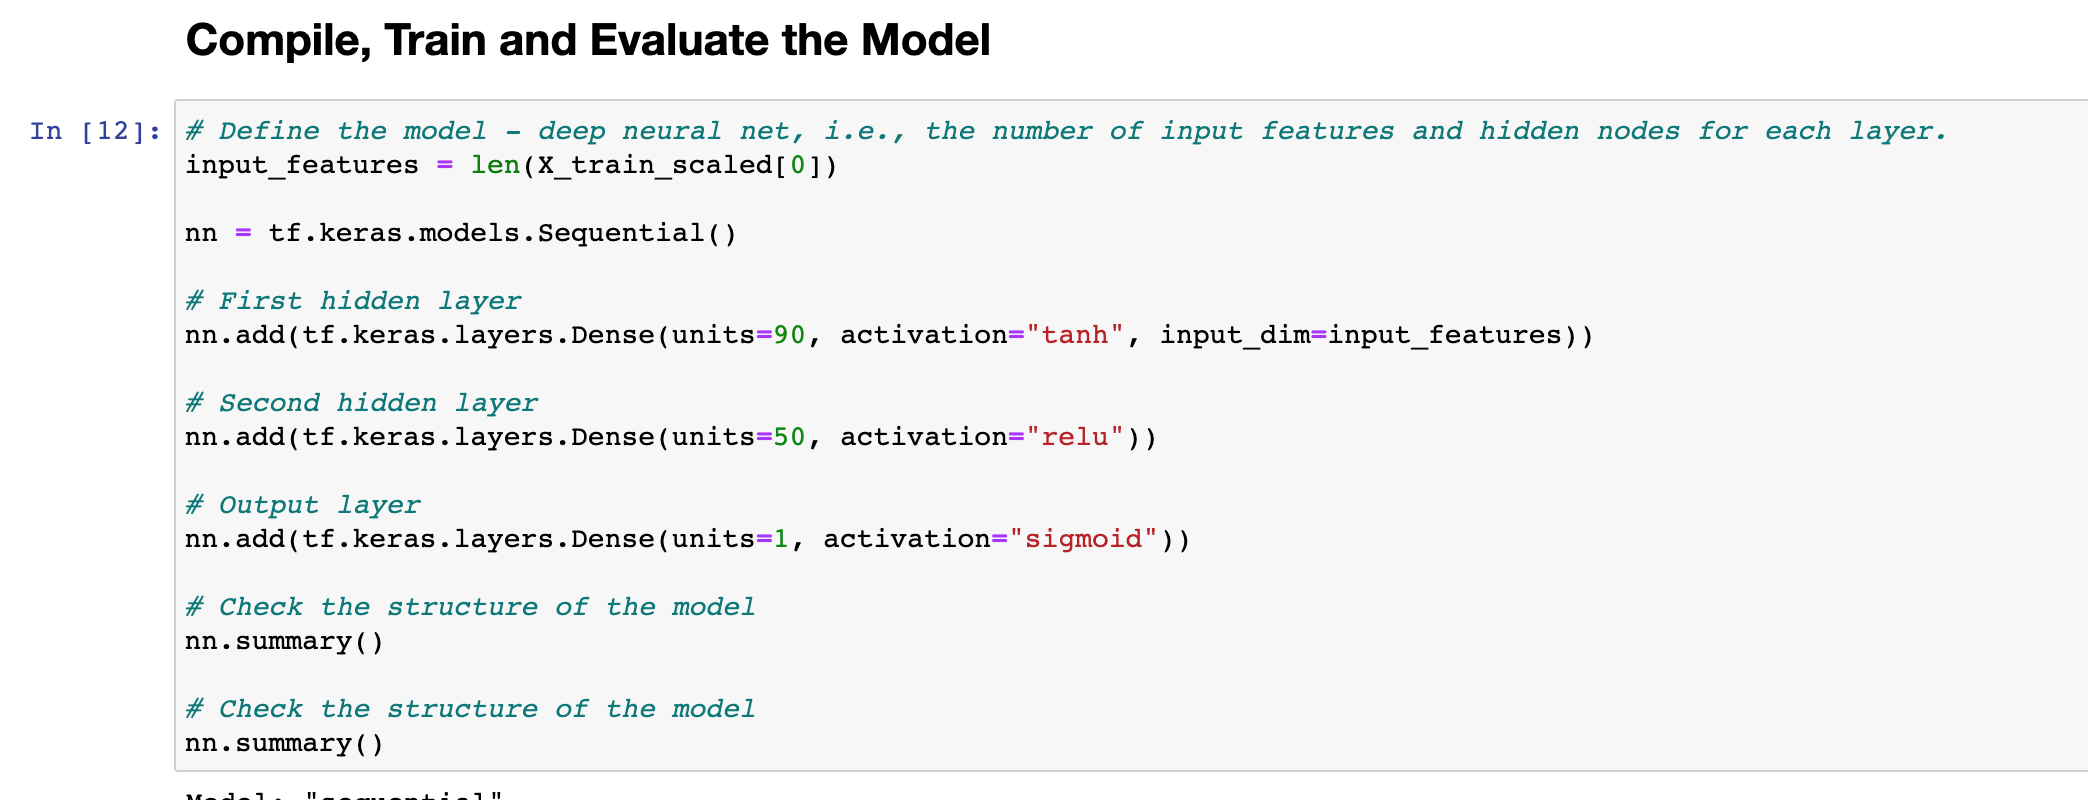 Compile, Train and Evaluate the Model
In [12]:
# Define the model - deep neural net, i.e., the number of input features and hidden nodes for each layer.
input_features = len(X_train_scaled[0])
nn = tf.keras.models.Sequential()
# First hidden layer
nn.add(tf.keras.layers.Dense(units=90, activation="tanh", input_dim=input_features))
# Second hidden layer
nn.add(tf.keras.layers.Dense(units=50, activation="relu"))
# Output layer
nn.add(tf.keras.layers.Dense(units=1, activation="sigmoid"))
# Check the structure of the model
nn.summary()
# Check the structure of the model
nn.summary()
Model: "sequential"